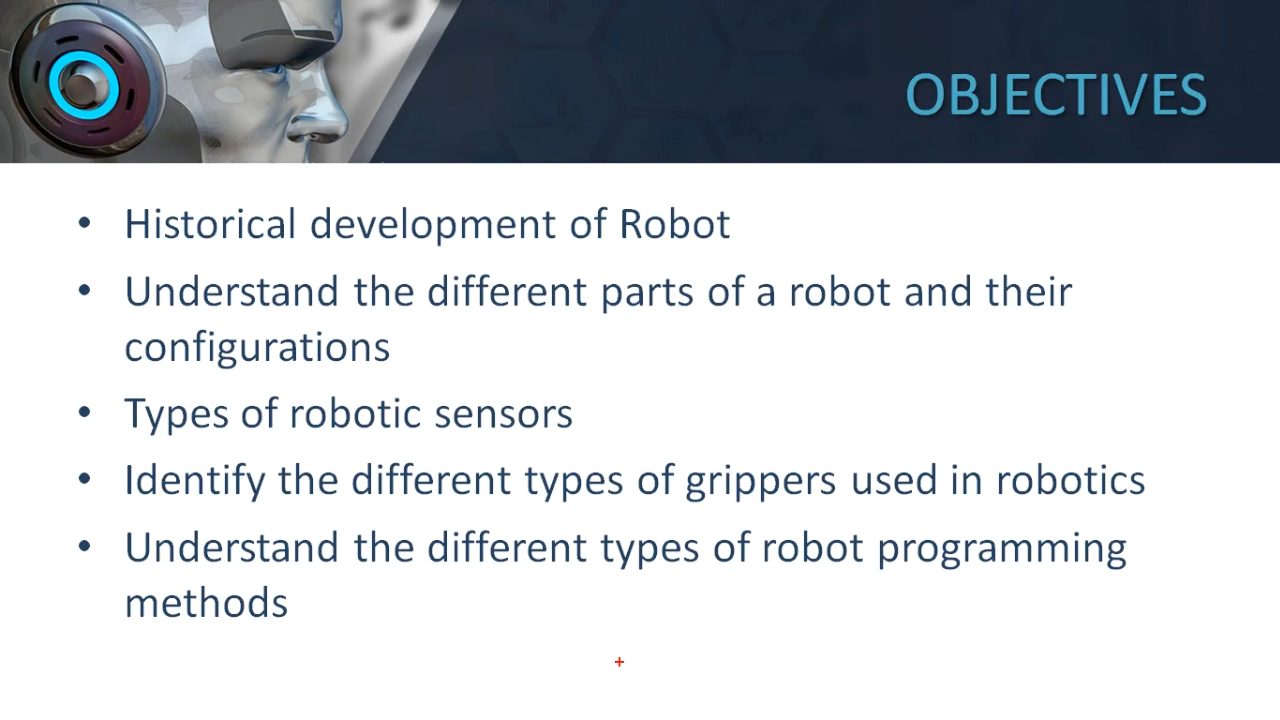 OBJECTIVES
• Historical development of Robot
• Understand the different parts of a robot and their
configurations
• Types of robotic sensors
• Identify the different types of grippers used in robotics
• Understand the different types of robot programming
methods